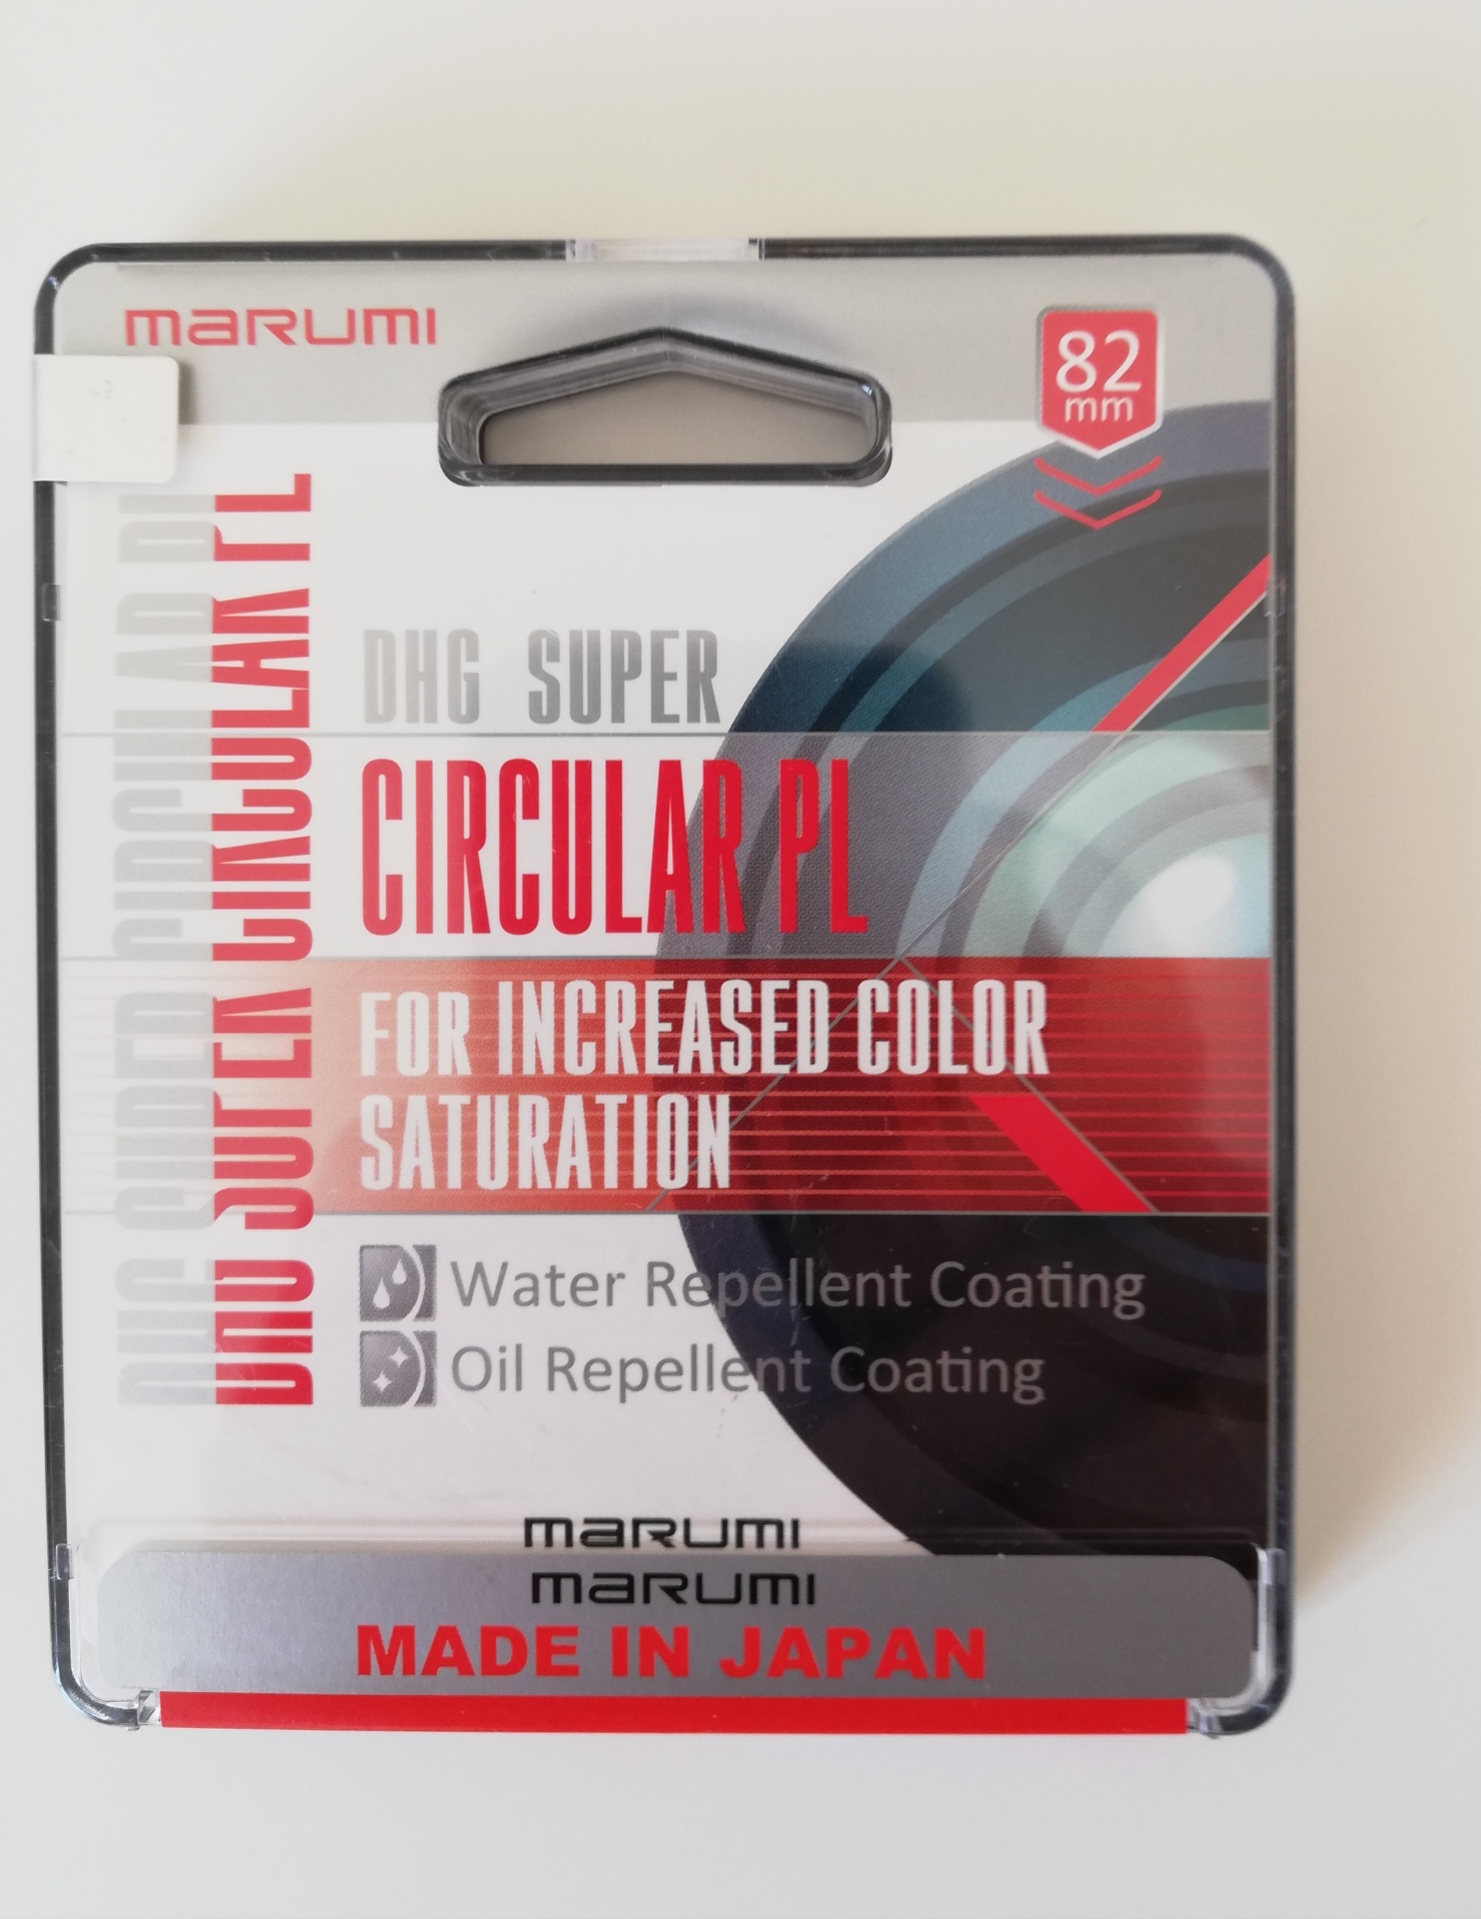 marumi
82
mm
DHG SUPER CIRCULAR PL
DHG SUPER CIRCULAR PL
DHG SUPER
CIRCULAR PL
FOR INCREASED COLOR
SATURATION
Water Repellent Coating
Oil Repellent Coating
marumi
marumi
MADE IN JAPAN